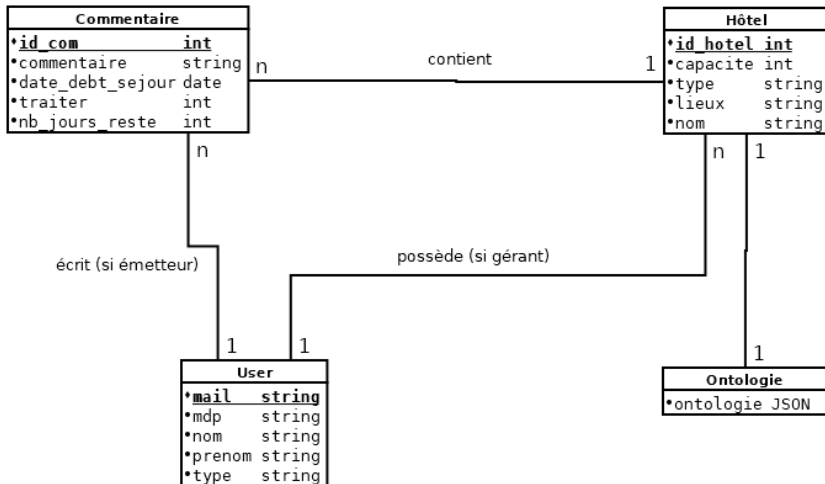 Commentaire
id_com int
commentaire string
date_debt_sejour date
traiter int
nb_jours_reste int
n
contient
1
Hôtel
id_hotel int
capacite int
type string
lieux string
nom string
n
n
1
écrit (si émetteur)
possède (si gérant)
1
1
1
User
mail string
mdp string
nom string
prenom string
type string
Ontologie
ontologie JSON